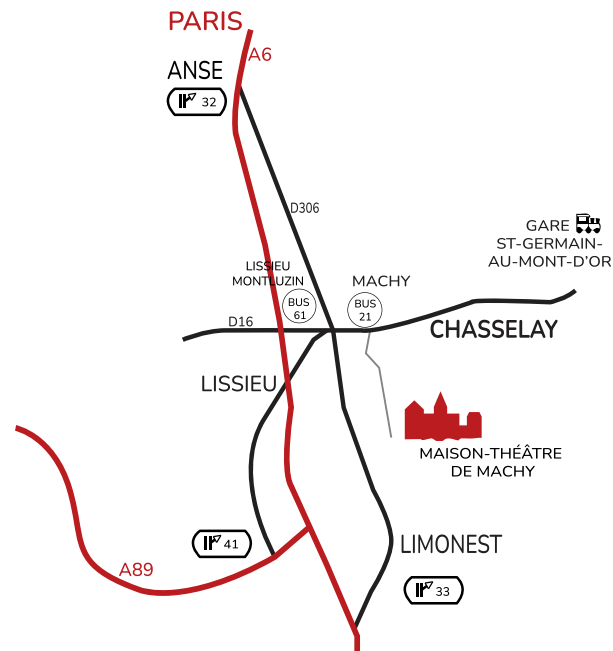 PARIS
A6
ANSE
32
D306
GARE
ST-GERMAIN-
AU-MONT-D'OR
LISSIEU
MONTLUZIN
MACHY
BUS
61
BUS
21
D16
CHASSELAY
LISSIEU
MAISON-THÉÂTRE
DE MACHY
41
LIMONEST
A89
33